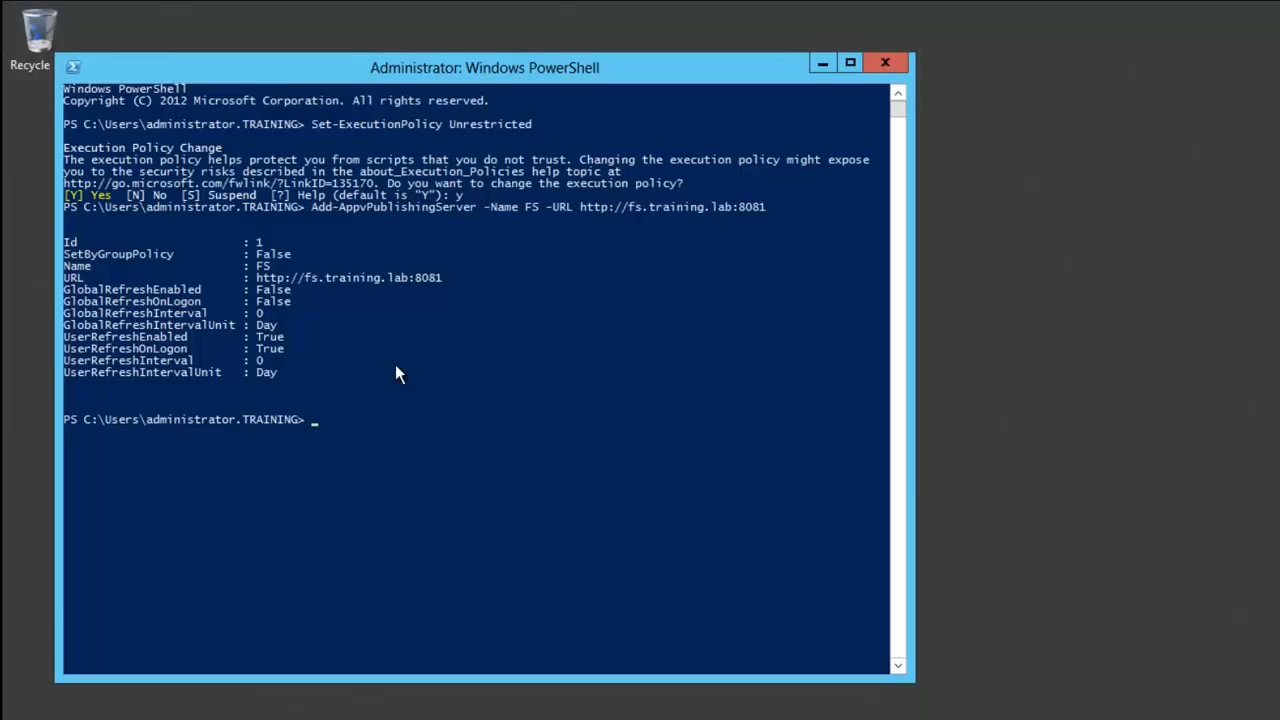 Recycle
Administrator: Windows PowerShell
Windows PowerShell
Copyright (C) 2012 Microsoft Corporation. All rights reserved.
PS C:\Users\administrator.TRAINING> Set-ExecutionPolicy Unrestricted
Execution Policy Change
The execution policy helps protect you from scripts that you do not trust. Changing the execution policy might expose
you to the security risks described in the about_Execution_Policies help topic at
http://go.microsoft.com/fwlink/?LinkID=135170. Do you want to change the execution policy?
[Y] Yes  [N] No  [S] Suspend  [?] Help (default is "Y"): y
PS C:\Users\administrator.TRAINING> Add-AppvPublishingServer -Name FS -URL http://fs.training.lab:8081
Id                        : 1
SetByGroupPolicy          : False
Name                      : FS
URL                       : http://fs.training.lab:8081
GlobalRefreshEnabled      : False
GlobalRefreshOnLogon      : False
GlobalRefreshInterval     : 0
GlobalRefreshIntervalUnit : Day
UserRefreshEnabled        : True
UserRefreshOnLogon        : True
UserRefreshInterval       : 0
UserRefreshIntervalUnit   : Day
PS C:\Users\administrator.TRAINING> _